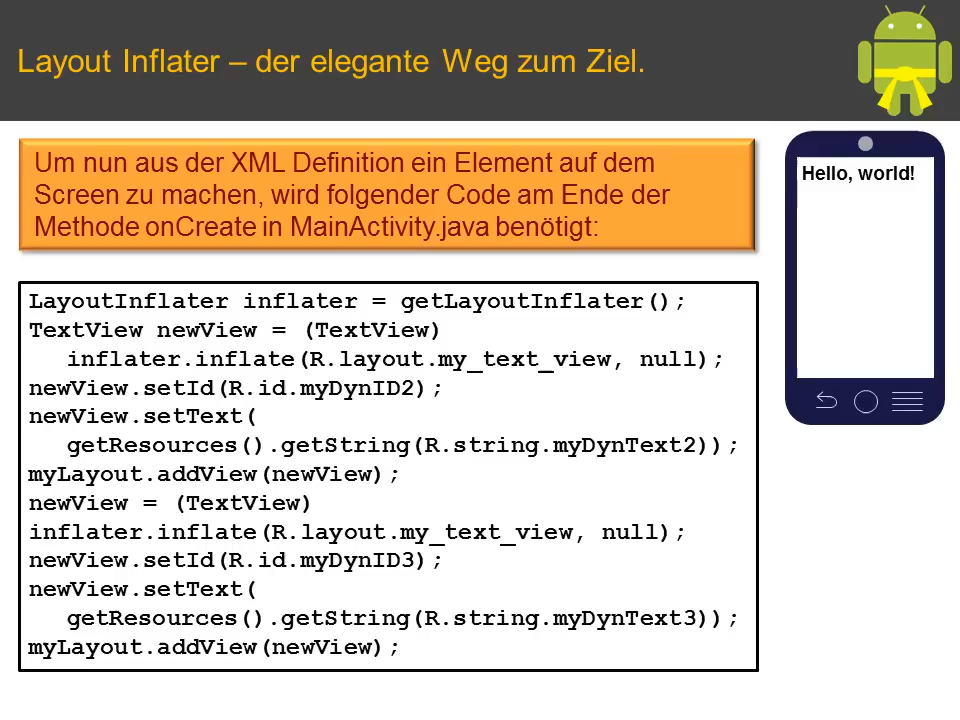 Layout Inflater – der elegante Weg zum Ziel.
Um nun aus der XML Definition ein Element auf dem
Screen zu machen, wird folgender Code am Ende der
Methode onCreate in MainActivity.java benötigt:
Hello, world!
LayoutInflater inflater = getLayoutInflater();
TextView newView = (TextView)
inflater.inflate(R.layout.my_text_view, null);
newView.setId(R.id.myDynID2);
newView.setText(
getResources().getString(R.string.myDynText2));
myLayout.addView(newView);
newView = (TextView)
inflater.inflate(R.layout.my_text_view, null);
newView.setId(R.id.myDynID3);
newView.setText(
getResources().getString(R.string.myDynText3));
myLayout.addView(newView);